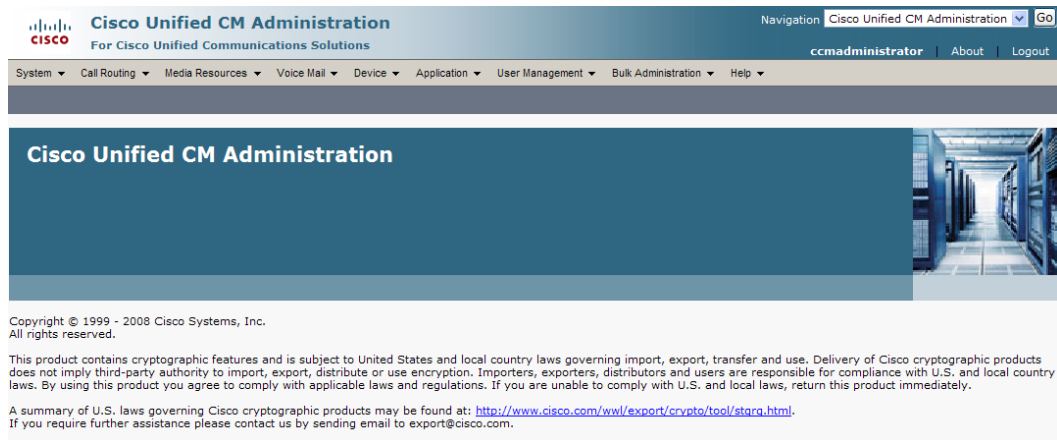 CISCO
Cisco Unified CM Administration
For Cisco Unified Communications Solutions
Navigation Cisco Unified CM Administration Go
ccmadministrator | About | Logout
System Call Routing Media Resources Voice Mail Device Application User Management Bulk Administration Help
Cisco Unified CM Administration
Copyright © 1999 - 2008 Cisco Systems, Inc.
All rights reserved.
This product contains cryptographic features and is subject to United States and local country laws governing import, export, transfer and use. Delivery of Cisco cryptographic products
does not imply third-party authority to import, export, distribute or use encryption. Importers, exporters, distributors and users are responsible for compliance with U.S. and local country
laws. By using this product you agree to comply with applicable laws and regulations. If you are unable to comply with U.S. and local laws, return this product immediately.
A summary of U.S. laws governing Cisco cryptographic products may be found at: http://www.cisco.com/wwl/export/crypto/tool/stqrg.html.
If you require further assistance please contact us by sending email to export@cisco.com.